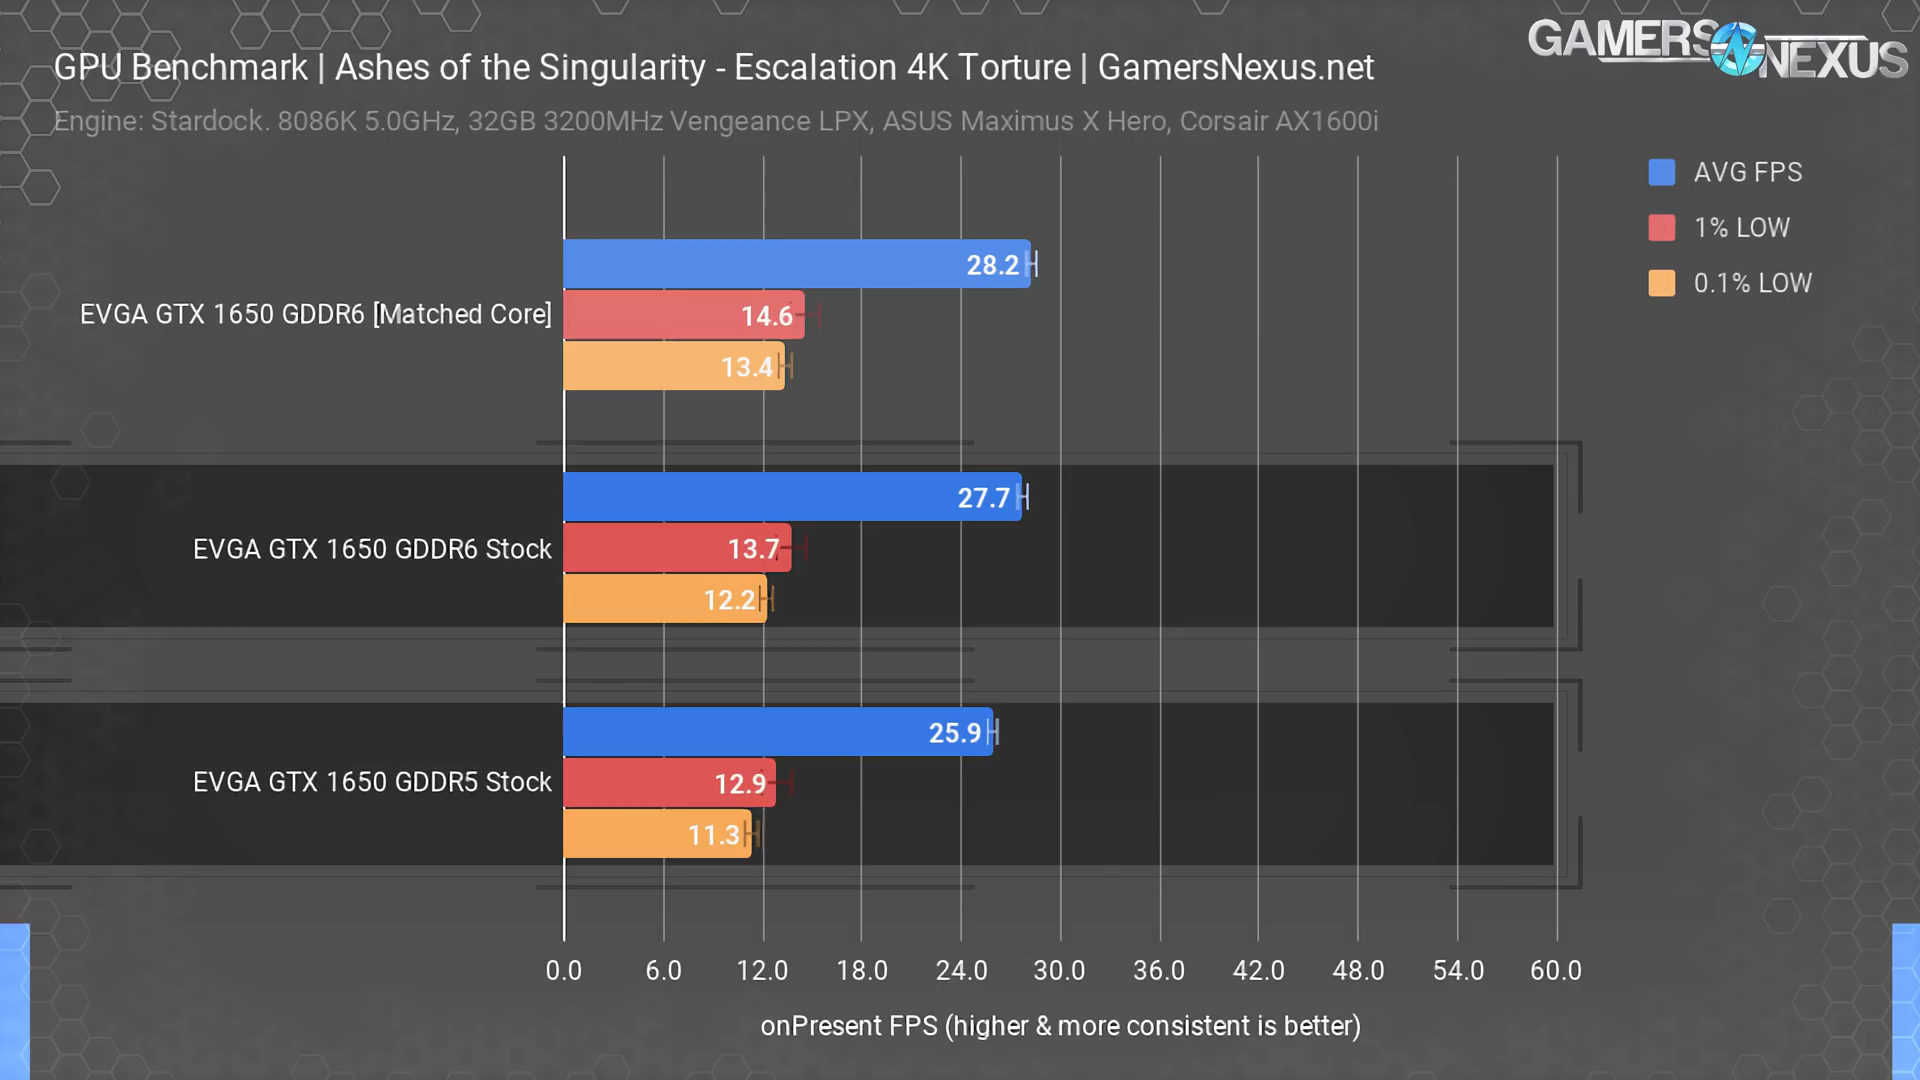 GAMERS NEXUS
GPU Benchmark | Ashes of the Singularity - Escalation 4K Torture | GamersNexus.net
Engine: Stardock. 8086K 5.0GHz, 32GB 3200MHz Vengeance LPX, ASUS Maximus X Hero, Corsair AX1600i
AVG FPS
1% LOW
0.1% LOW
EVGA GTX 1650 GDDR6 [Matched Core]
28.2
14.6
13.4
EVGA GTX 1650 GDDR6 Stock
27.7
13.7
12.2
EVGA GTX 1650 GDDR5 Stock
25.9
12.9
11.3
0.0 6.0 12.0 18.0 24.0 30.0 36.0 42.0 48.0 54.0 60.0
onPresent FPS (higher & more consistent is better)